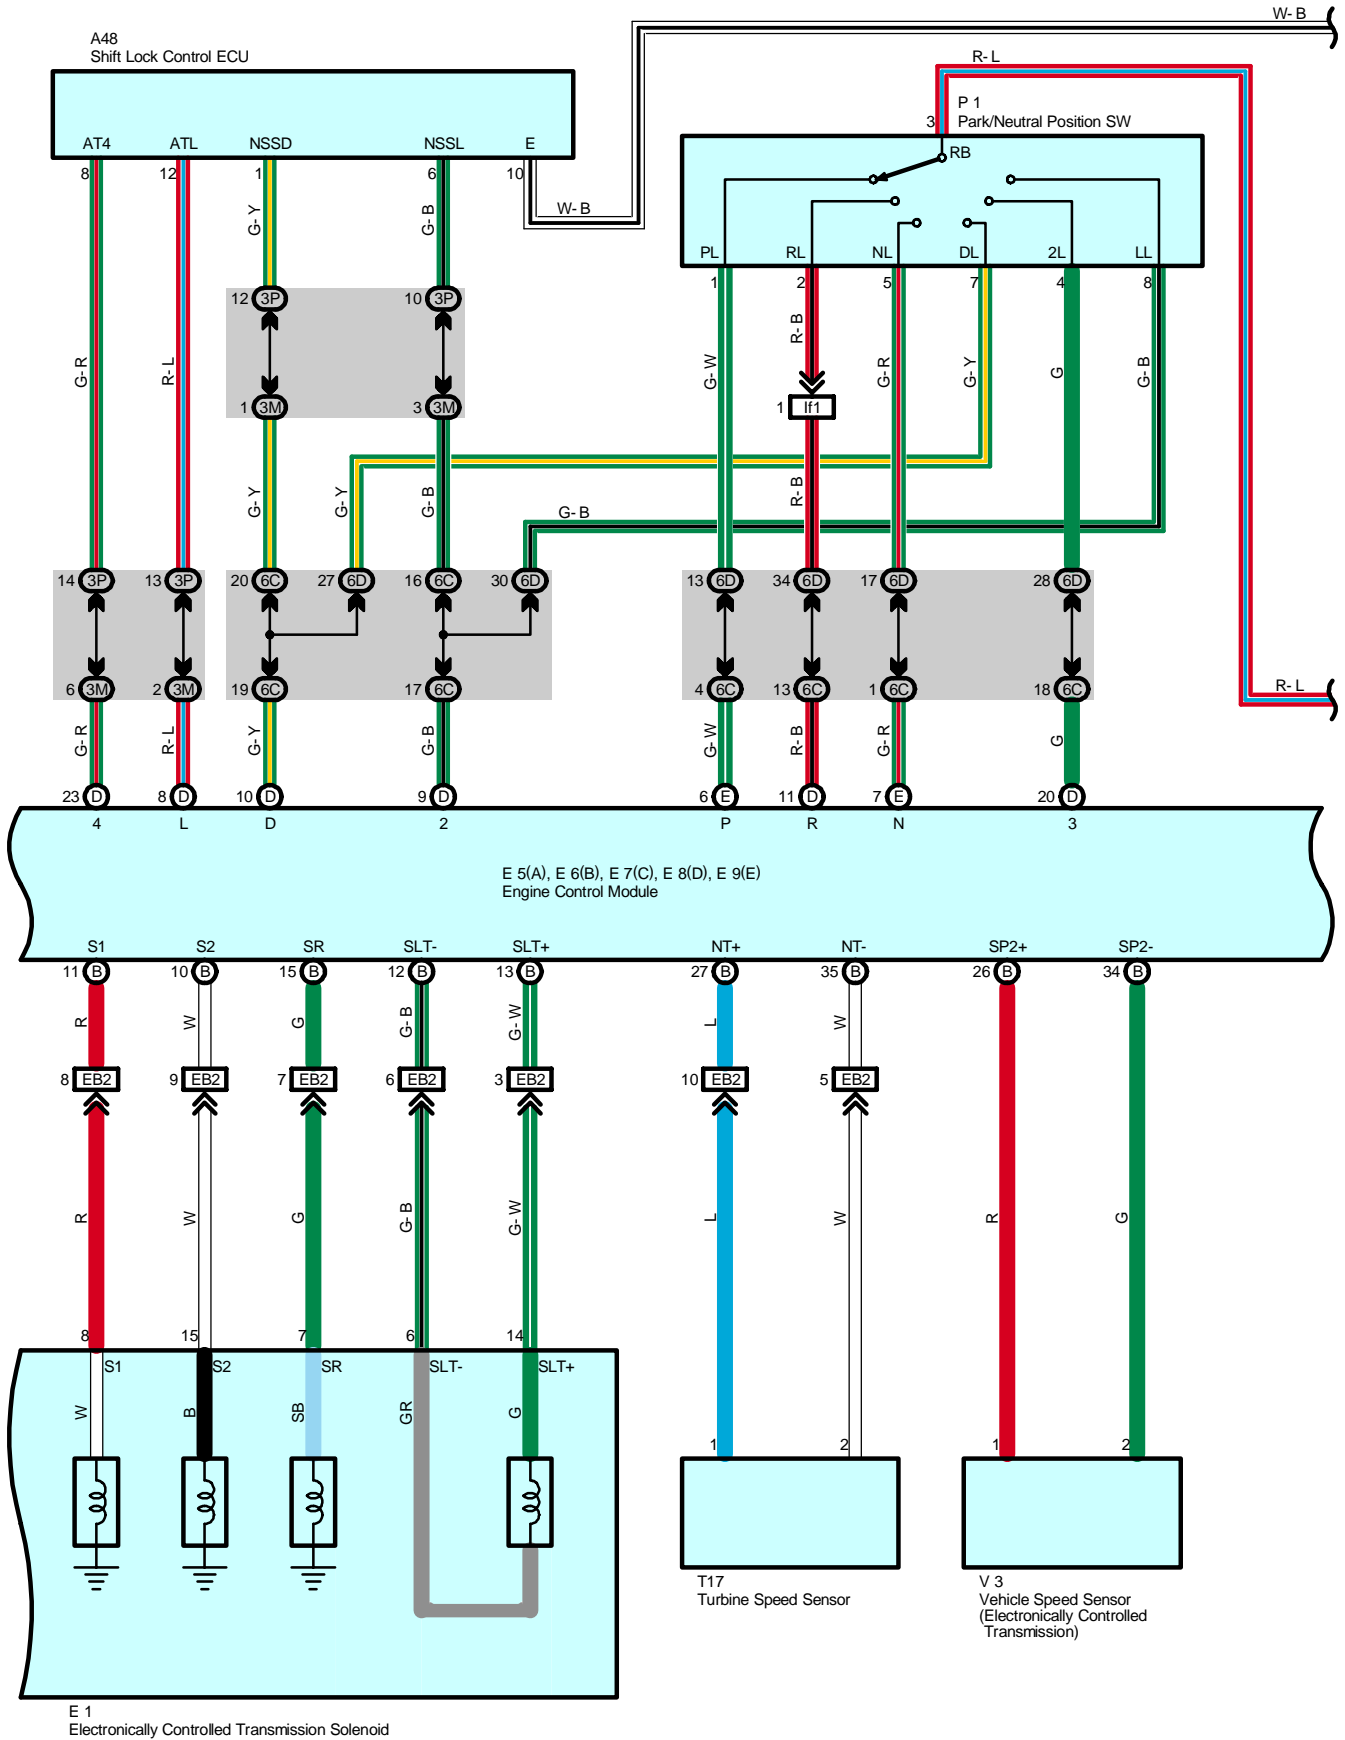 W- B
A48
Shift Lock Control ECU
R- L
P 1
3 Park/Neutral Position SW
AT4 ATL NSSD NSSL E
RB
8 12 1 6 10
G- Y G- B W- B
PL RL NL DL 2L LL
1 2 5 7 4 8
12 3P 10 3P
R- B
G- R R- L G- W G- R G- Y G G- B
1 3M 3 3M 1 If1
G- Y G- Y G- B R- B
G- B
14 3P 13 3P 20 6C 27 6D 16 6C 30 6D 13 6D 34 6D 17 6D 28 6D
6 3M 2 3M 19 6C 17 6C 4 6C 13 6C 1 6C 18 6C
R- L
G- R R- L G-Y G- B G- W R- B G- R G
23 D 8 D 10 D 9 D 6 E 11 D 7 E 20 D
4 L D 2 P R N 3
E 5(A), E 6(B), E 7(C), E 8(D), E 9(E)
Engine Control Module
S1 S2 SR SLT- SLT+ NT+ NT- SP2+ SP2-
11 B 10 B 15 B 12 B 13 B 27 B 35 B 26 B 34 B
R W G G- B G- W L W
8 EB2 9 EB2 7 EB2 6 EB2 3 EB2 10 EB2 5 EB2
R W G G- B G- W L W R G
8 15 7 6 14
S1 S2 SR SLT- SLT+
W B SB GR G
1 2 1 2
T17
Turbine Speed Sensor
V 3
Vehicle Speed Sensor
(Electronically Controlled
Transmission)
E 1
Electronically Controlled Transmission Solenoid